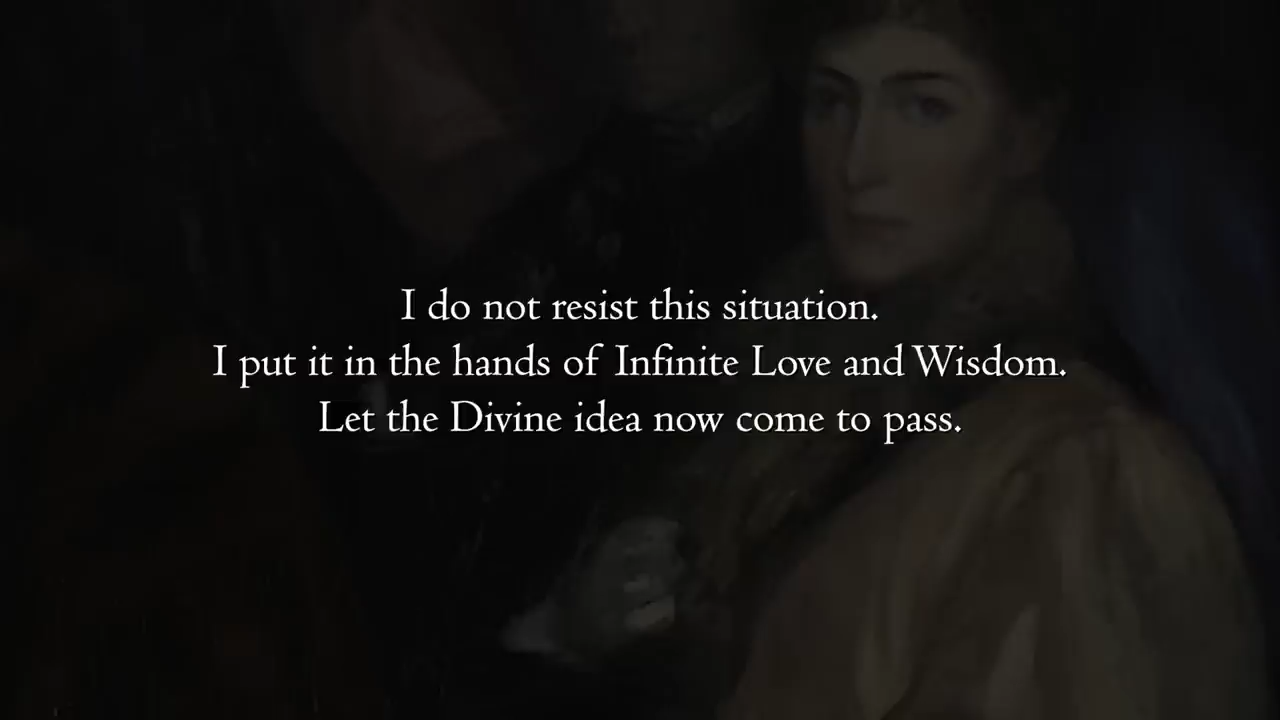 I do not resist this situation.
I put it in the hands of Infinite Love and Wisdom.
Let the Divine idea now come to pass.